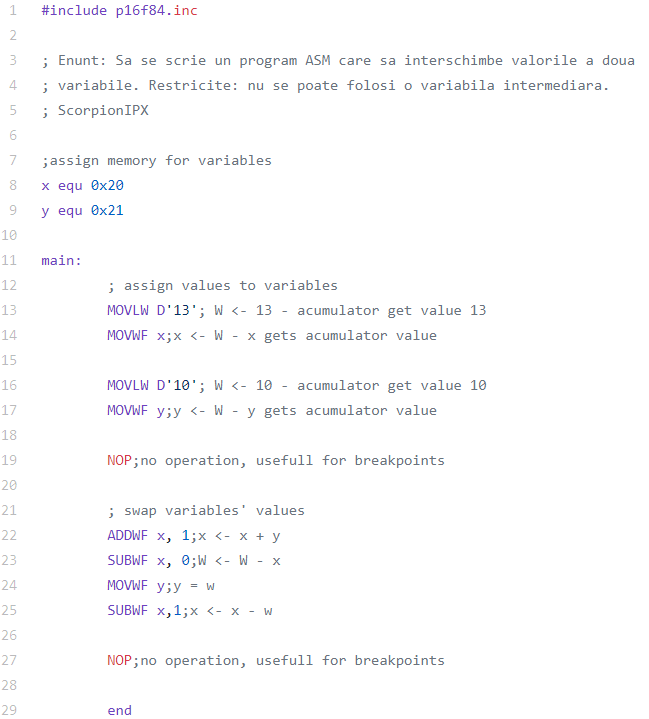 1 #include p16f84.inc
2
3 ; Enunt: Sa se scrie un program ASM care sa interschimbe valorile a doua
4 ; variabile. Restricite: nu se poate folosi o variabila intermediara.
5 ; ScorpionIPX
6
7 ;assign memory for variables
8 x equ 0x20
9 y equ 0x21
10
11 main:
12 ; assign values to variables
13 MOVLW D'13'; W <- 13 - acumulator get value 13
14 MOVWF x;x <- W - x gets acumulator value
15
16 MOVLW D'10'; W <- 10 - acumulator get value 10
17 MOVWF y;y <- W - y gets acumulator value
18
19 NOP;no operation, usefull for breakpoints
20
21 ; swap variables' values
22 ADDWF x, 1;x <- x + y
23 SUBWF x, 0;W <- W - x
24 MOVWF y;y = w
25 SUBWF x,1;x <- x - w
26
27 NOP;no operation, usefull for breakpoints
28
29 end